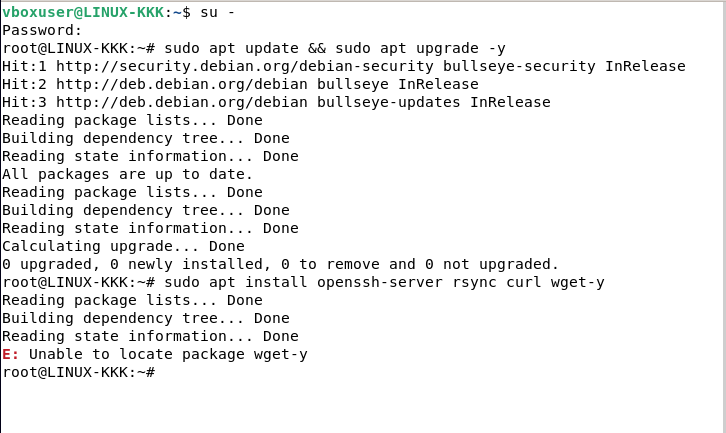 vboxuser@LINUX-KKK:~$ su -
Password:
root@LINUX-KKK:~# sudo apt update && sudo apt upgrade -y
Hit:1 http://security.debian.org/debian-security bullseye-security InRelease
Hit:2 http://deb.debian.org/debian bullseye InRelease
Hit:3 http://deb.debian.org/debian bullseye-updates InRelease
Reading package lists... Done
Building dependency tree... Done
Reading state information... Done
All packages are up to date.
Reading package lists... Done
Building dependency tree... Done
Reading state information... Done
Calculating upgrade... Done
0 upgraded, 0 newly installed, 0 to remove and 0 not upgraded.
root@LINUX-KKK:~# sudo apt install openssh-server rsync curl wget-y
Reading package lists... Done
Building dependency tree... Done
Reading state information... Done
E: Unable to locate package wget-y
root@LINUX-KKK:~#